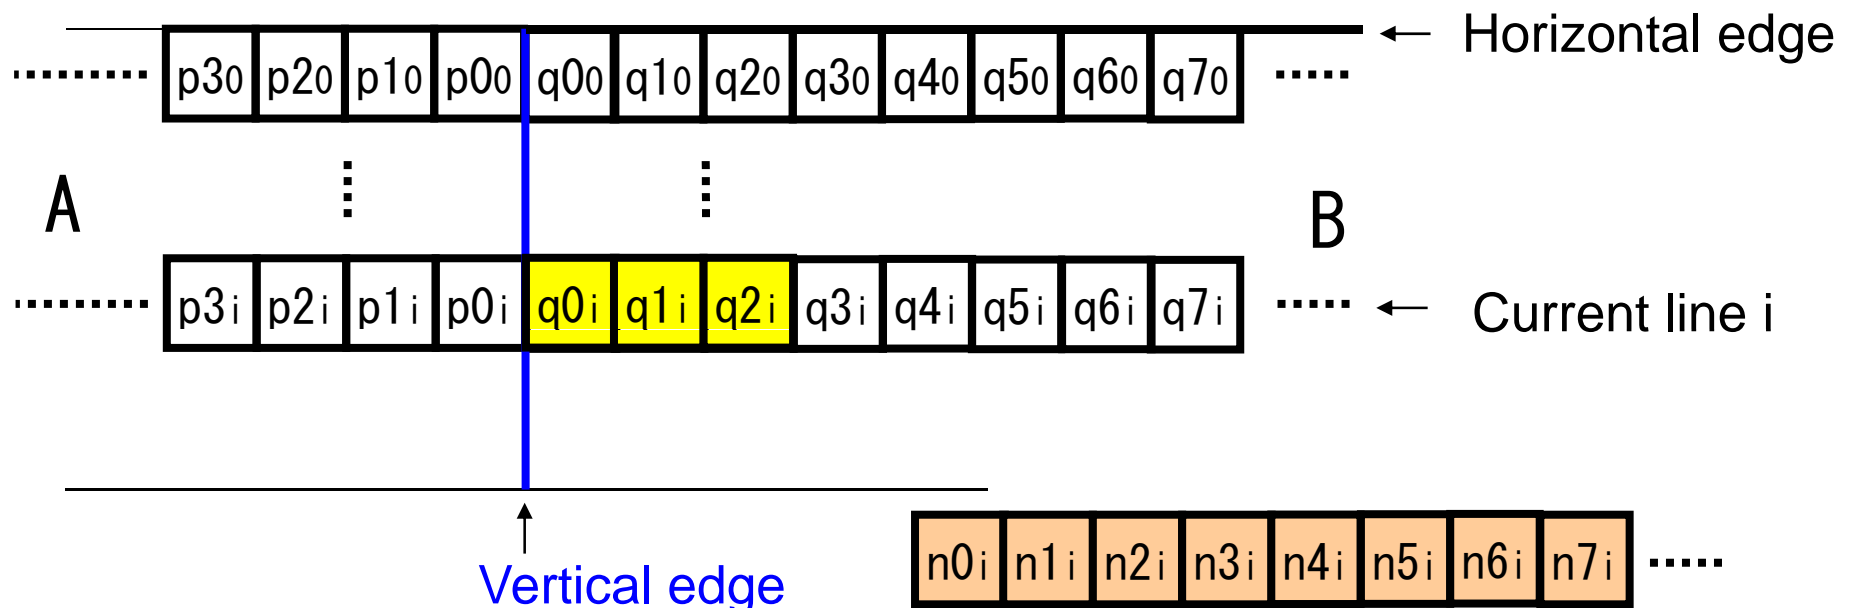 Horizontal edge
p30 p20 p10 p00 q00 q10 q20 q30 q40 q50 q60 q70
A B
p3i p2i p1i p0i q0i q1i q2i q3i q4i q5i q6i q7i
Current line i
n0i n1i n2i n3i n4i n5i n6i n7i
Vertical edge